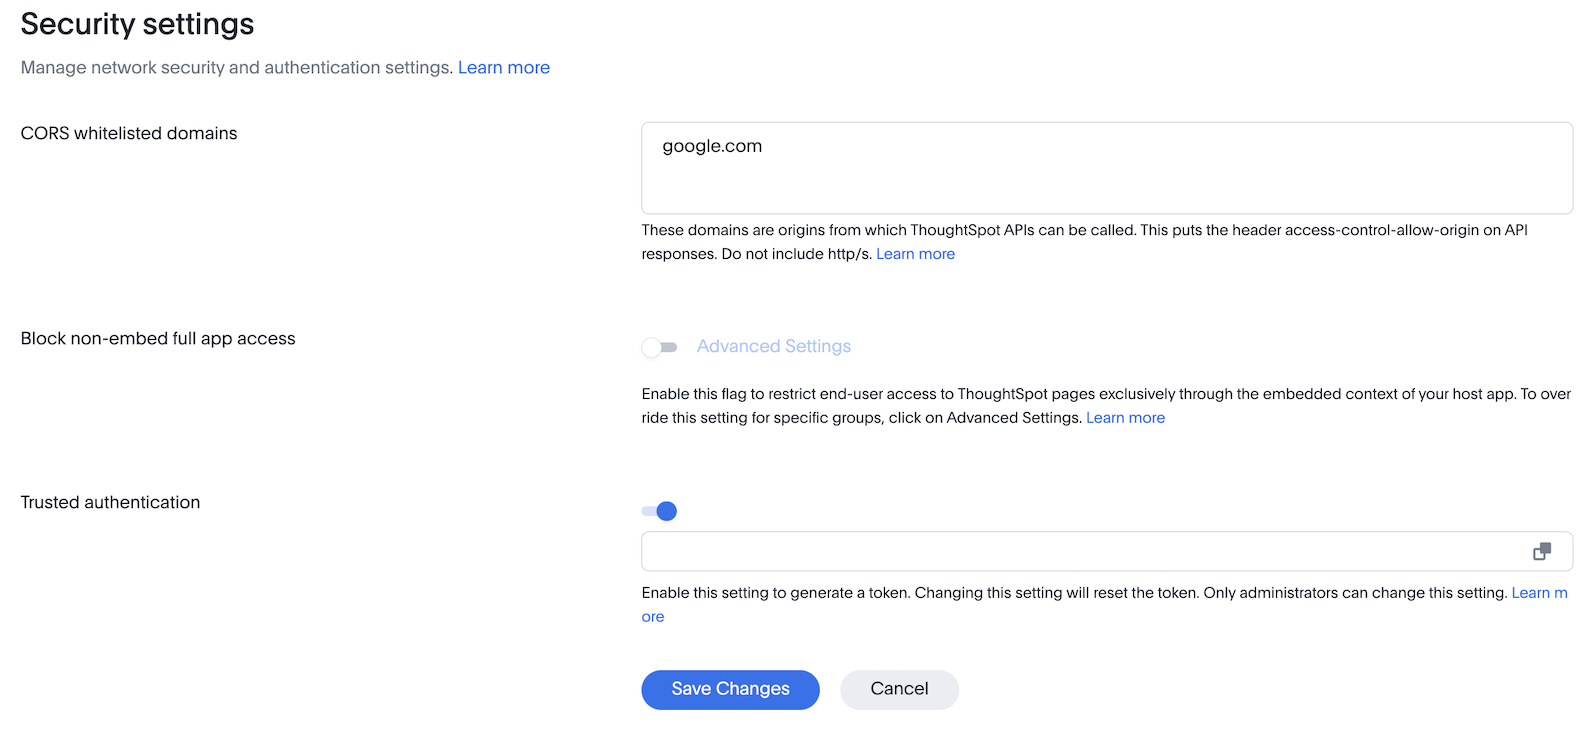 Security settings
Manage network security and authentication settings. Learn more
CORS whitelisted domains
google.com
These domains are origins from which ThoughtSpot APIs can be called. This puts the header access-control-allow-origin on API
responses. Do not include http/s. Learn more
Block non-embed full app access
Advanced Settings
Enable this flag to restrict end-user access to ThoughtSpot pages exclusively through the embedded context of your host app. To over
ride this setting for specific groups, click on Advanced Settings. Learn more
Trusted authentication
Enable this setting to generate a token. Changing this setting will reset the token. Only administrators can change this setting. Learn m
ore
Save Changes
Cancel